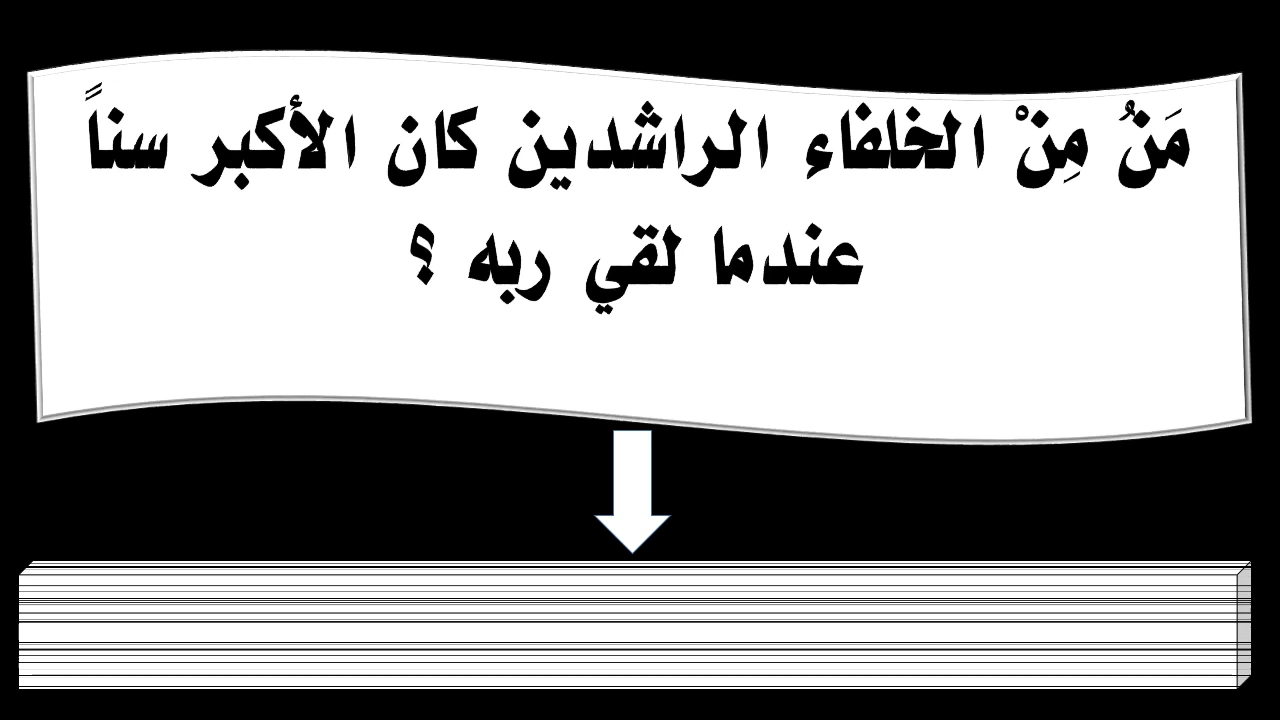 مَنُ مِنْ الخلفاء الراشدين كان الأكبر سناً
عندما لقي ربه ؟